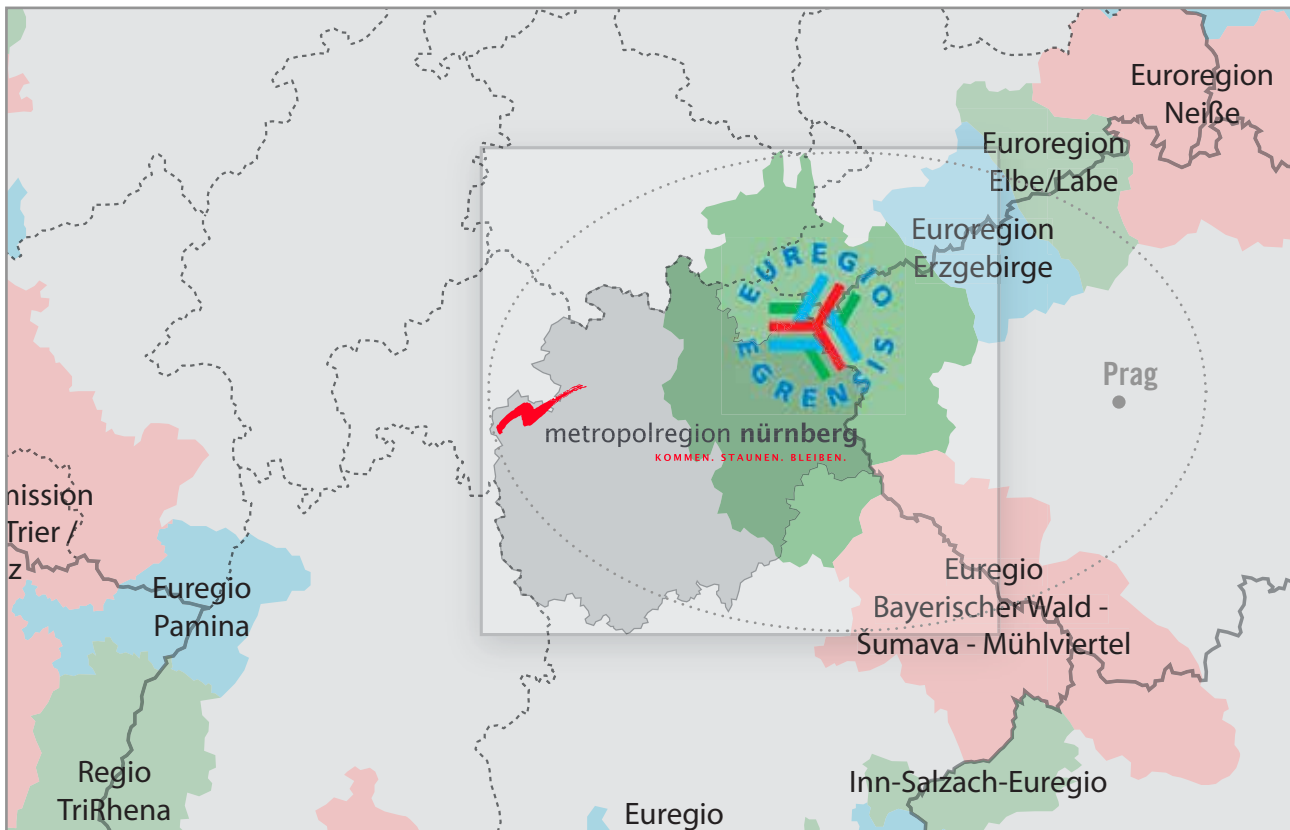 Euroregion
Neiße
Euroregion
Elbe/Labe
Euroregion
Erzgebirge
EUREGIO
EGRENSIS
Prag
metropolregion nürnberg
KOMMEN. STAUNEN. BLEIBEN.
nission
Trier /
z
Euregio
Pamina
Euregio
Bayerischer Wald -
Šumava - Mühlviertel
Regio
TriRhena
Inn-Salzach-Euregio
Euregio